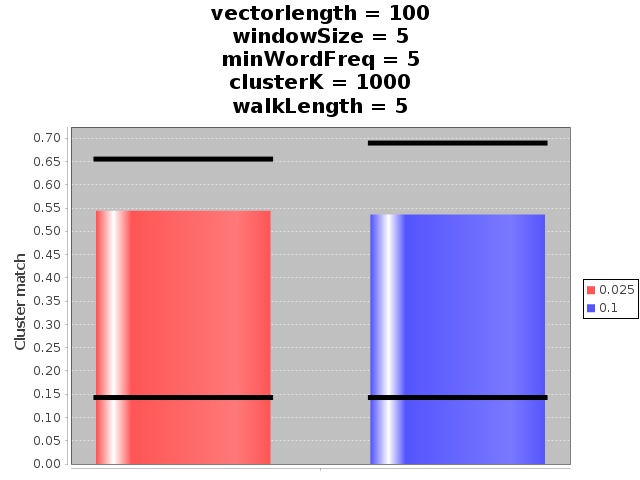 vectorlength = 100
windowSize = 5
minWordFreq = 5
clusterK = 1000
walkLength = 5
0.70
0.65
0.60
0.55
0.50
0.45
0.40
0.35
0.30
0.25
0.20
0.15
0.10
0.05
0.00
Cluster match
0.025
0.1